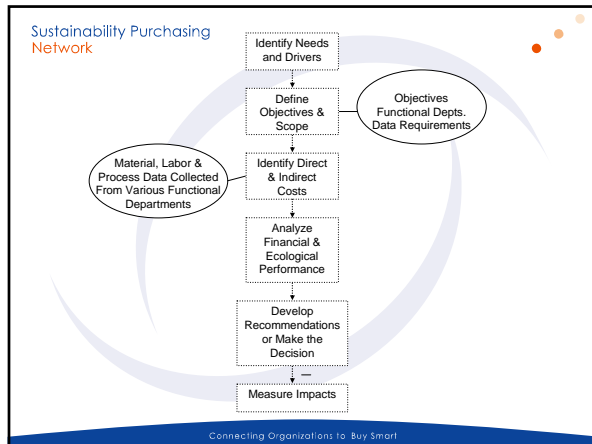 Sustainability Purchasing
Network
Identify Needs
and Drivers
Define
Objectives &
Scope
Objectives
Functional Depts.
Data Requirements
Material, Labor &
Process Data Collected
From Various Functional
Departments
Identify Direct
& Indirect
Costs
Analyze
Financial &
Ecological
Performance
Develop
Recommendations
or Make the
Decision
Measure Impacts
Connecting Organizations to Buy Smart